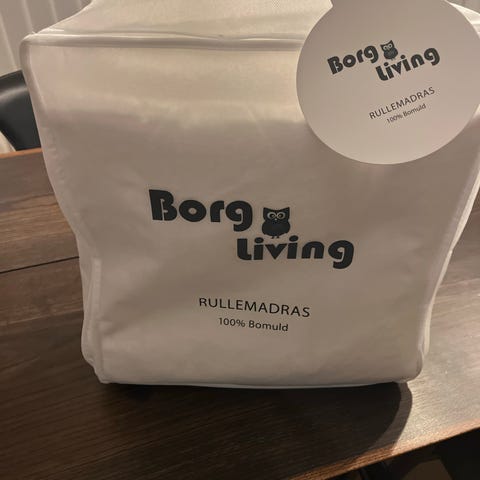 Borg
Living
RULLEMADRAS
100% Bomuld
Borg
Living
RULLEMADRAS
100% Bomuld